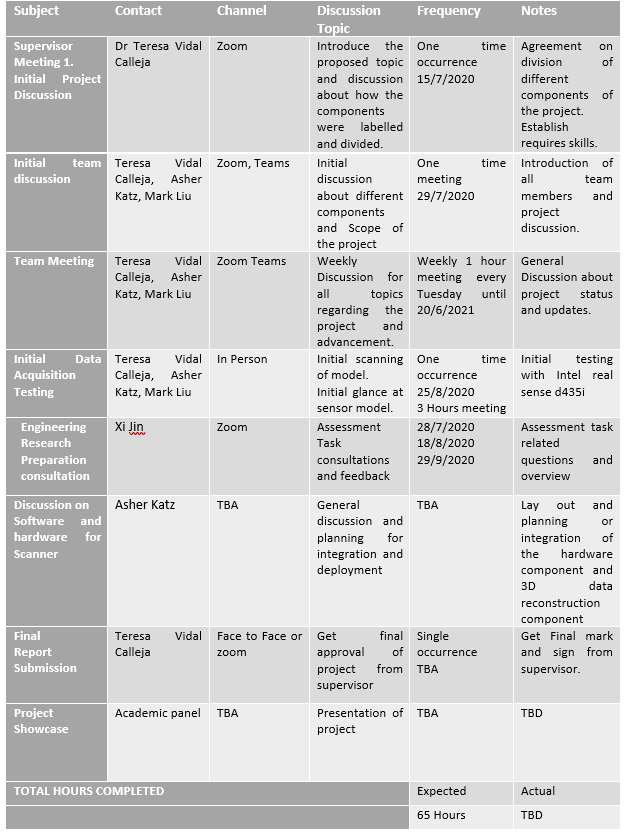 Subject Contact Channel Discussion Frequency Notes
Topic
Supervisor
Meeting 1.
Initial Project
Discussion
Dr Teresa Vidal
Calleja
Zoom
Introduce the
proposed topic
and discussion
about how the
components
were labelled
and divided.
One time
occurrence
15/7/2020
Agreement on
division of
different
components of
the project.
Establish
requires skills.
Initial team
discussion
Teresa Vidal
Calleja, Asher
Katz, Mark Liu
Zoom, Teams
Initial
discussion
about different
components
and Scope of
the project
One time
meeting
29/7/2020
Introduction of
all team
members and
project
discussion.
Team Meeting
Teresa Vidal
Calleja, Asher
Katz, Mark Liu
Zoom Teams
Weekly
Discussion for
all topics
regarding the
project and
advancement.
Weekly 1 hour
meeting every
Tuesday until
20/6/2021
General
Discussion about
project status
and updates.
Initial Data
Acquisition
Testing
Teresa Vidal
Calleja, Asher
Katz, Mark Liu
In Person
Initial scanning
of model.
Initial glance at
sensor model.
One time
occurrence
25/8/2020
3 Hours meeting
Initial testing
with Intel real
sense d435i
Engineering
Research
Preparation
consultation
Xi Jin
Zoom
Assessment
Task
consultations
and feedback
28/7/2020
18/8/2020
29/9/2020
Assessment task
related
questions and
overview
Discussion on
Software and
hardware for
Scanner
Asher Katz
TBA
General
discussion and
planning for
integration and
deployment
TBA
Lay out and
planning or
integration of
the hardware
component and
3D data
reconstruction
component
Final
Report
Submission
Teresa Vidal
Calleja
Face to Face or
zoom
Get final
approval of
project from
supervisor
Single
occurrence
TBA
Get Final mark
and sign from
supervisor.
Project
Showcase
Academic panel
TBA
Presentation of
project
TBA
TBD
TOTAL HOURS COMPLETED Expected Actual
65 Hours TBD